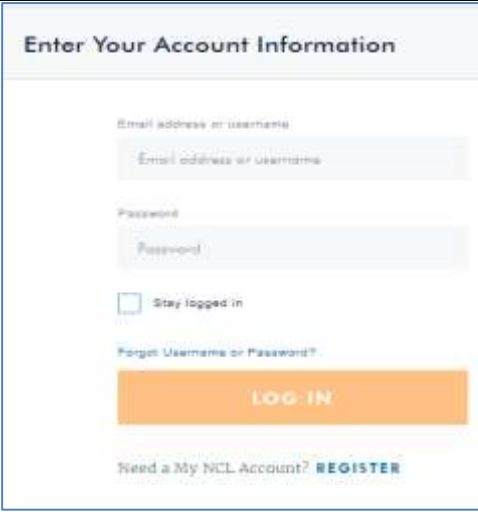 Enter Your Account Information
Email address or username
Email address or username
Password
Password
Stay logged in
Forgot Username or Password?
LOG IN
Need a My NCL Account? REGISTER